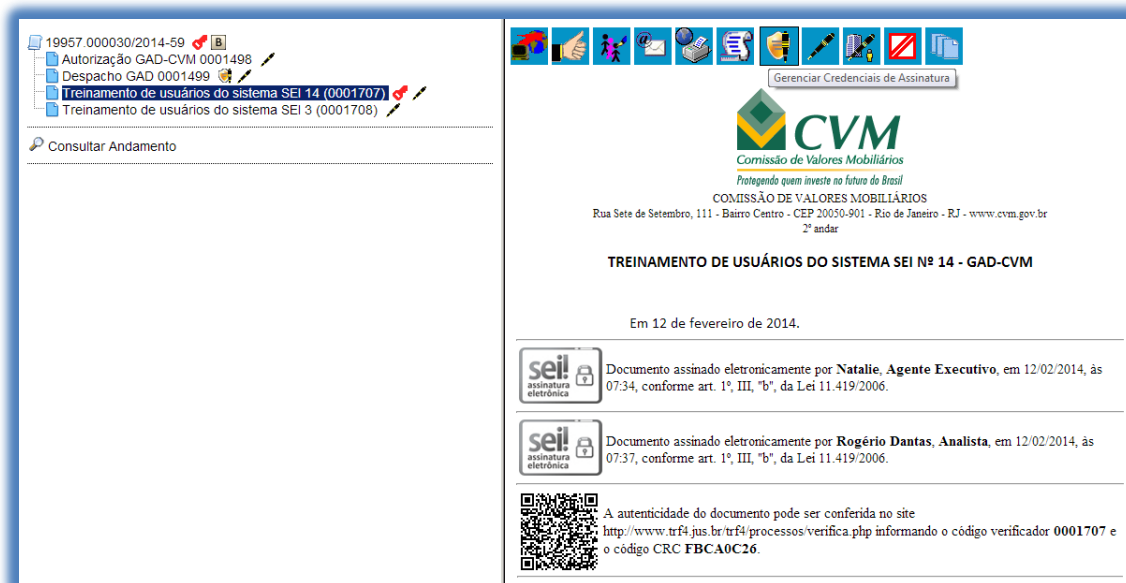 19957.000030/2014-59 B
Autorização GAD-CVM 0001498
Despacho GAD 0001499
Treinamento de usuários do sistema SEI 14 (0001707)
Treinamento de usuários do sistema SEI 3 (0001708)
Consultar Andamento
Gerenciar Credenciais de Assinatura
CVM
Comissão de Valores Mobiliários
Protegendo quem investe no futuro do Brasil
COMISSÃO DE VALORES MOBILIÁRIOS
Rua Sete de Setembro, 111 - Bairro Centro - CEP 20050-901 - Rio de Janeiro - RJ - www.cvm.gov.br
2º andar
TREINAMENTO DE USUÁRIOS DO SISTEMA SEI Nº 14 - GAD-CVM
Em 12 de fevereiro de 2014.
sei!
assinatura
eletrônica
Documento assinado eletronicamente por Natalie, Agente Executivo, em 12/02/2014, às
07:34, conforme art. 1º, III, "b", da Lei 11.419/2006.
sei!
assinatura
eletrônica
Documento assinado eletronicamente por Rogério Dantas, Analista, em 12/02/2014, às
07:37, conforme art. 1º, III, "b", da Lei 11.419/2006.
A autenticidade do documento pode ser conferida no site
http://www.trf4.jus.br/trf4/processos/verifica.php informando o código verificador 0001707 e
o código CRC FBCA0C26.